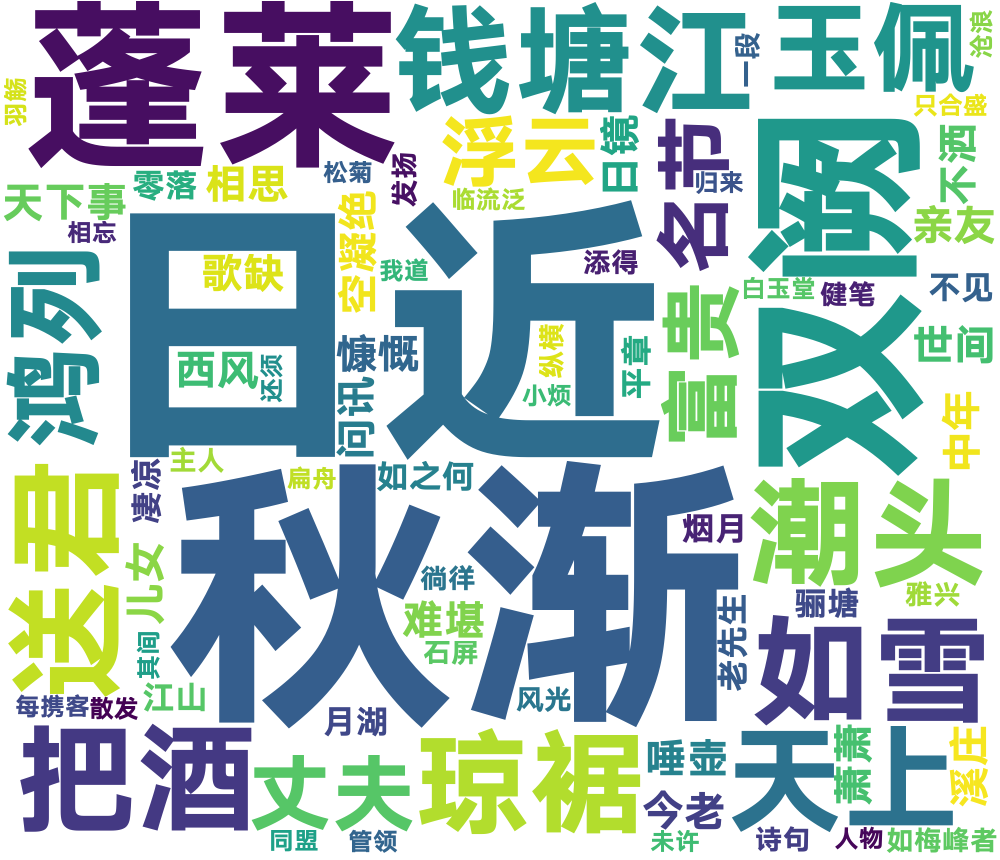 蓬莱
钱塘江
玉佩
沧浪
羽觞
一段
只合盛
浮云
日镜
名节
双溯
不洒
天下事
零落
相思
松菊
发扬
临流泛
归来
亲友
相忘
日近
空凝绝
歌缺
我道
添得
白玉堂
健笔
不见
鸿列
西风
还须
慷慨
纵横
平章
富贵
世间
小烦
问讯
中年
主人
凄凉
扁舟
如之何
秋渐
送君
潮头
烟月
儿女
徜徉
难堪
石屏
老先生
骊塘
雅兴
其间
如雪
每携客
散发
江山
月湖
风光
把酒
丈夫
琼裾
唾壶
天上
萧萧
溪庄
今老
同盟
管领
未许
诗句
人物
如梅峰者